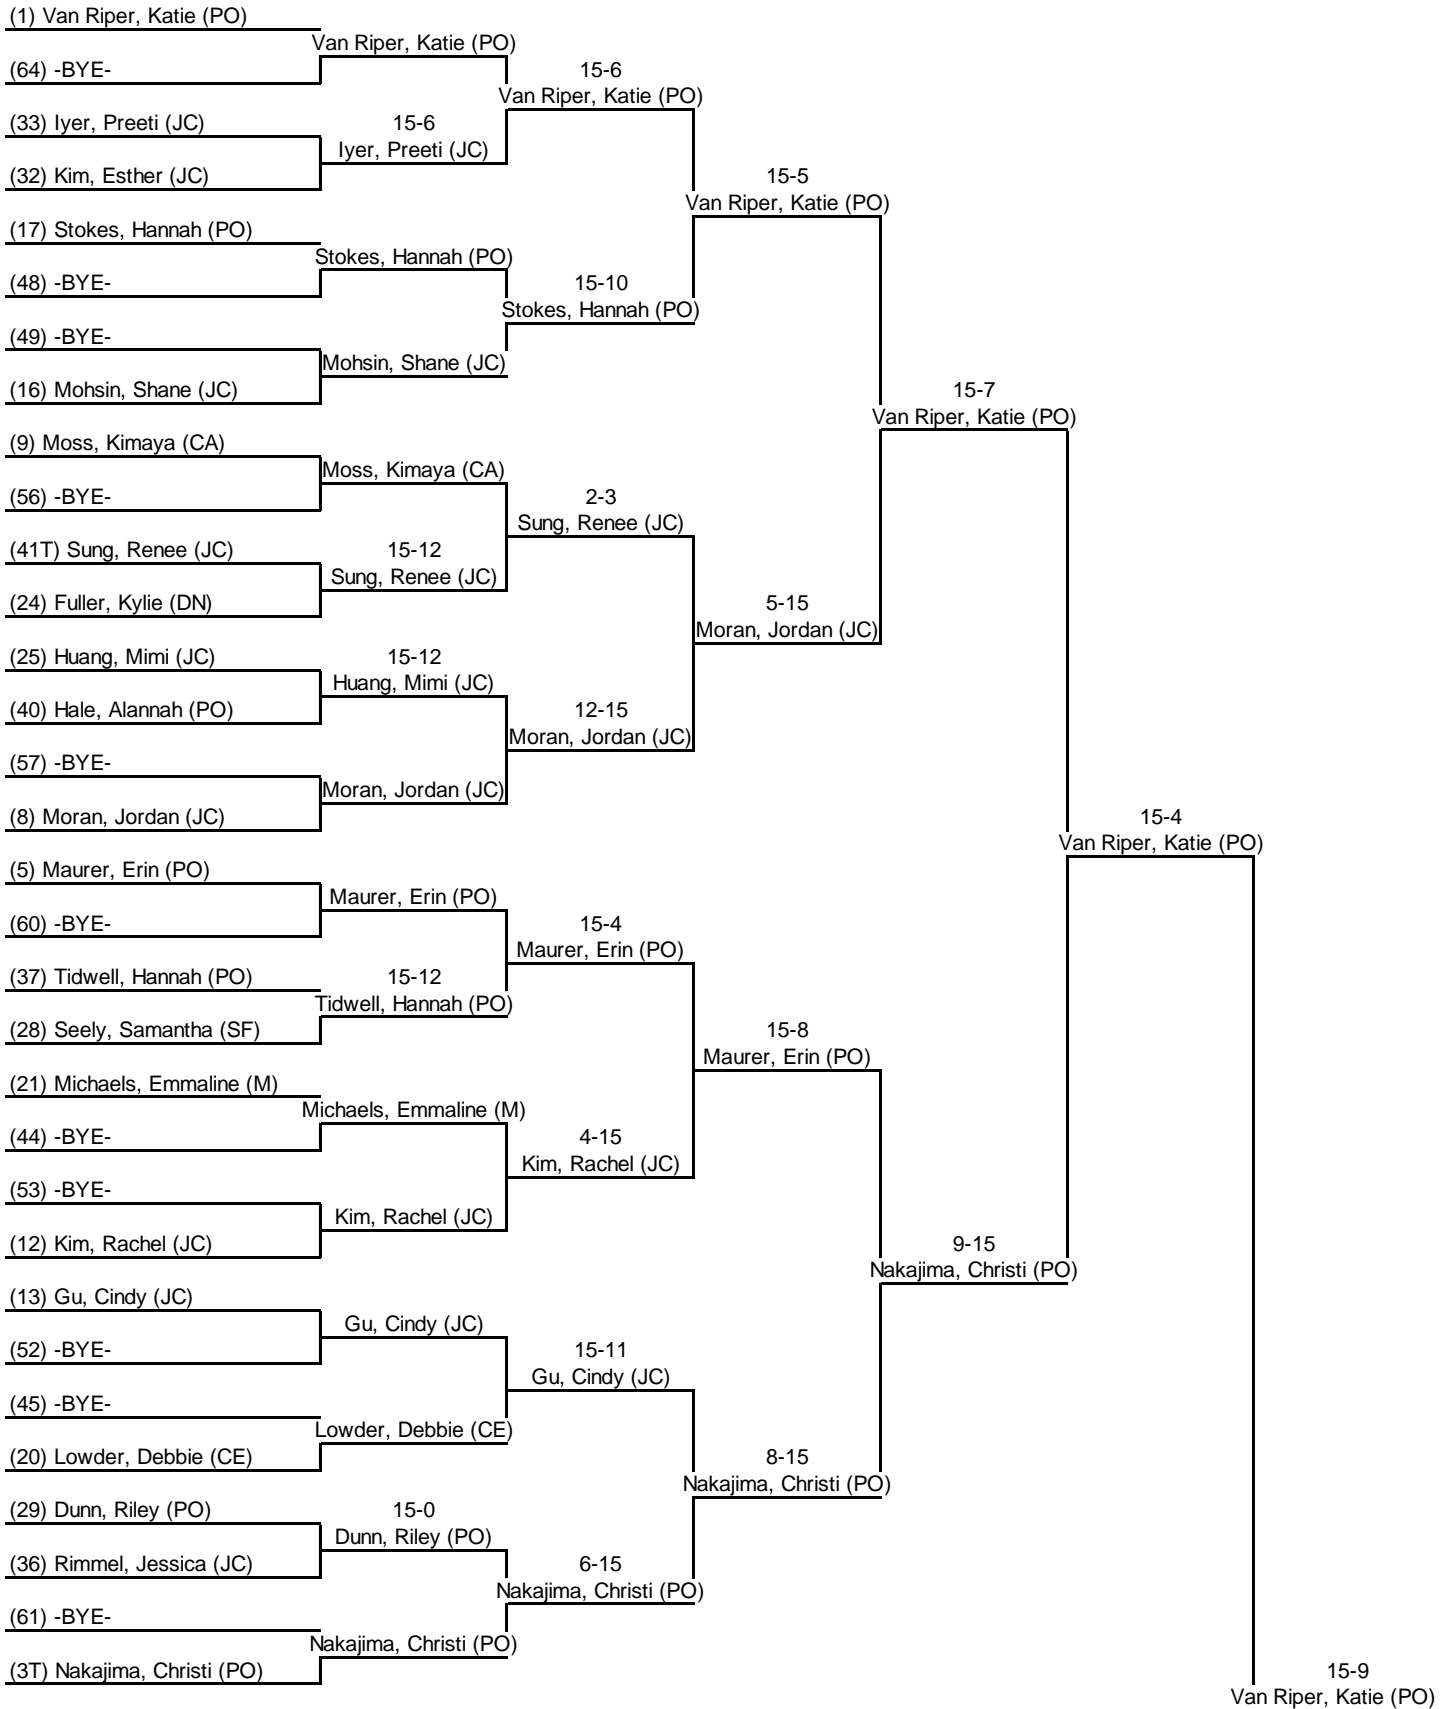 (1) Van Riper, Katie (PO)
Van Riper, Katie (PO)
(64) -BYE-
15-6
Van Riper, Katie (PO)
(33) Iyer, Preeti (JC)
15-6
Iyer, Preeti (JC)
(32) Kim, Esther (JC)
15-5
Van Riper, Katie (PO)
(17) Stokes, Hannah (PO)
Stokes, Hannah (PO)
(48) -BYE-
15-10
Stokes, Hannah (PO)
(49) -BYE-
Mohsin, Shane (JC)
(16) Mohsin, Shane (JC)
15-7
Van Riper, Katie (PO)
(9) Moss, Kimaya (CA)
Moss, Kimaya (CA)
(56) -BYE-
2-3
Sung, Renee (JC)
(41T) Sung, Renee (JC)
15-12
Sung, Renee (JC)
(24) Fuller, Kylie (DN)
5-15
Moran, Jordan (JC)
(25) Huang, Mimi (JC)
15-12
Huang, Mimi (JC)
(40) Hale, Alannah (PO)
12-15
Moran, Jordan (JC)
(57) -BYE-
Moran, Jordan (JC)
(8) Moran, Jordan (JC)
15-4
Van Riper, Katie (PO)
(5) Maurer, Erin (PO)
Maurer, Erin (PO)
(60) -BYE-
15-4
Maurer, Erin (PO)
(37) Tidwell, Hannah (PO)
15-12
Tidwell, Hannah (PO)
(28) Seely, Samantha (SF)
15-8
Maurer, Erin (PO)
(21) Michaels, Emmaline (M)
Michaels, Emmaline (M)
(44) -BYE-
4-15
Kim, Rachel (JC)
(53) -BYE-
Kim, Rachel (JC)
(12) Kim, Rachel (JC)
9-15
Nakajima, Christi (PO)
(13) Gu, Cindy (JC)
Gu, Cindy (JC)
(52) -BYE-
15-11
Gu, Cindy (JC)
(45) -BYE-
Lowder, Debbie (CE)
(20) Lowder, Debbie (CE)
8-15
Nakajima, Christi (PO)
(29) Dunn, Riley (PO)
15-0
Dunn, Riley (PO)
(36) Rimmel, Jessica (JC)
6-15
Nakajima, Christi (PO)
(61) -BYE-
Nakajima, Christi (PO)
(3T) Nakajima, Christi (PO)
15-9
Van Riper, Katie (PO)